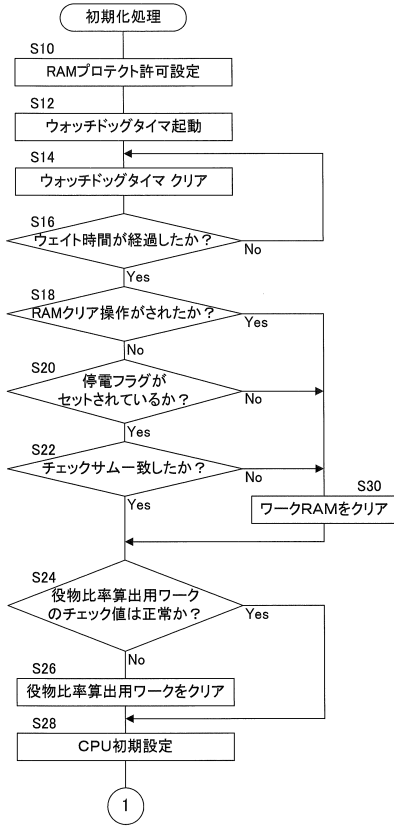 初期化処理
S10
RAMプロテクト許可設定
S12
ウォッチドッグタイマ起動
S14
ウォッチドッグタイマ クリア
S16
ウェイト時間が経過したか？
No
Yes
S18
RAMクリア操作がされたか？
Yes
No
S20
停電フラグが
セットされているか？
No
Yes
S22
チェックサム一致したか？
No
Yes
S30
ワークRAMをクリア
S24
役物比率算出用ワーク
のチェック値は正常か？
Yes
No
S26
役物比率算出用ワークをクリア
S28
ＣＰＵ初期設定
1